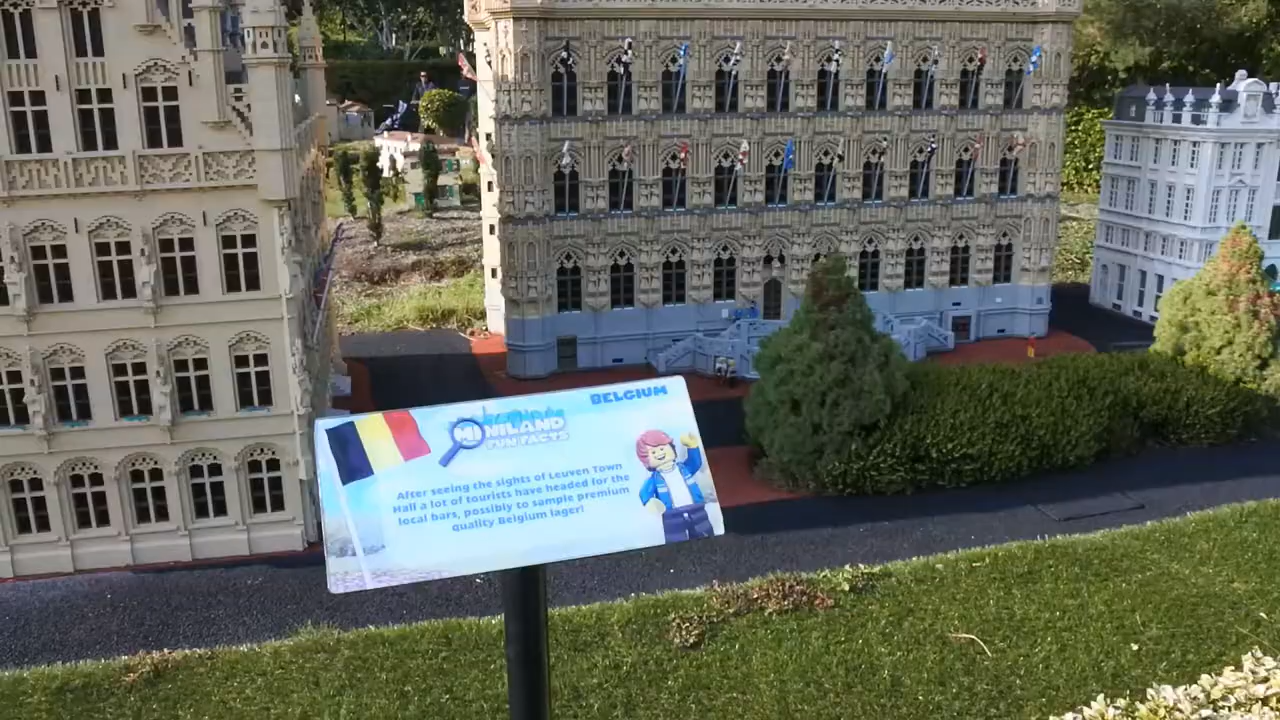 BELGIUM
MINILAND
FUN FACTS
After seeing the sights of Leuven Town
Hall a lot of tourists have headed for the
local bars, possibly to sample premium
quality Belgium lager!